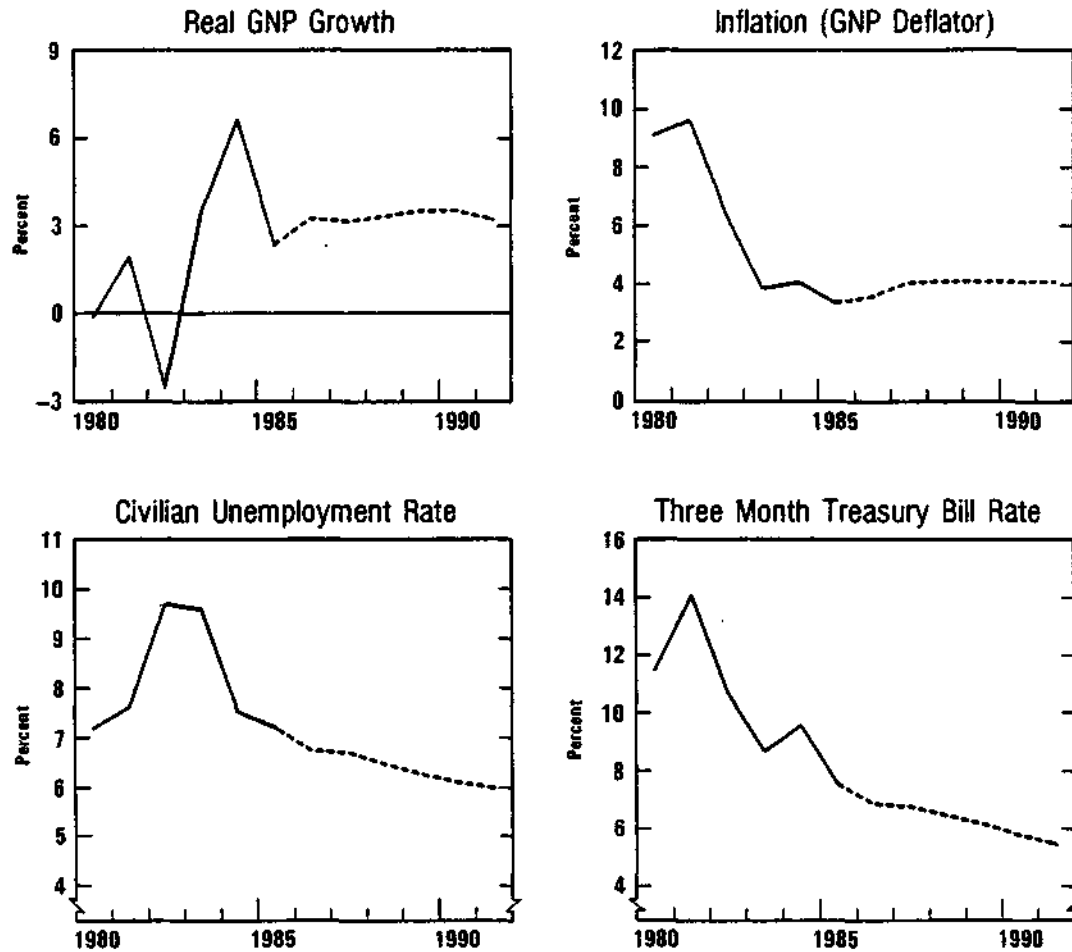 Real GNP Growth
9
6
3
0
-3
Percent
1980 1985 1990
Inflation (GNP Deflator)
12
10
8
6
4
2
0
Percent
1980 1985 1990
Civilian Unemployment Rate
11
10
9
8
7
6
5
4
Percent
1980 1985 1990
Three Month Treasury Bill Rate
16
14
12
10
8
6
4
Percent
1980 1985 1990